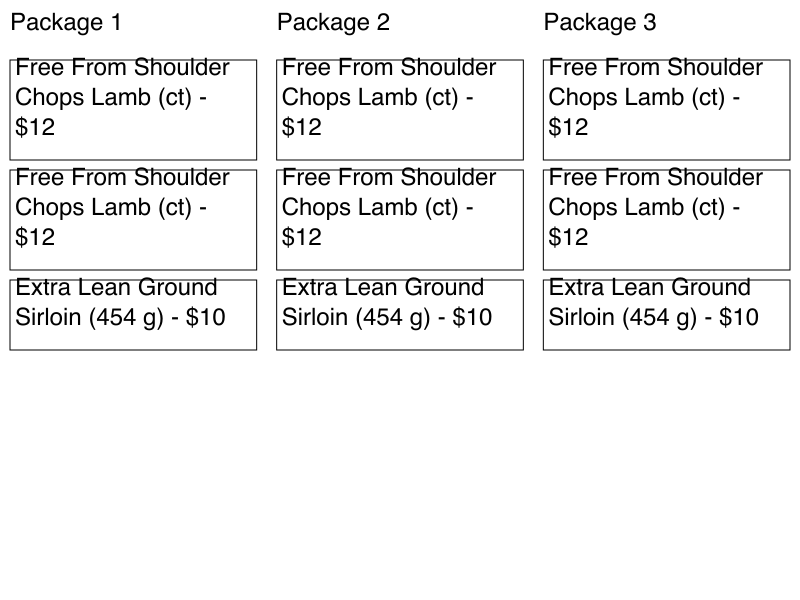 Package 1
Free From Shoulder
Chops Lamb (ct) -
$12
Free From Shoulder
Chops Lamb (ct) -
$12
Extra Lean Ground
Sirloin (454 g) - $10
Package 2
Free From Shoulder
Chops Lamb (ct) -
$12
Free From Shoulder
Chops Lamb (ct) -
$12
Extra Lean Ground
Sirloin (454 g) - $10
Package 3
Free From Shoulder
Chops Lamb (ct) -
$12
Free From Shoulder
Chops Lamb (ct) -
$12
Extra Lean Ground
Sirloin (454 g) - $10